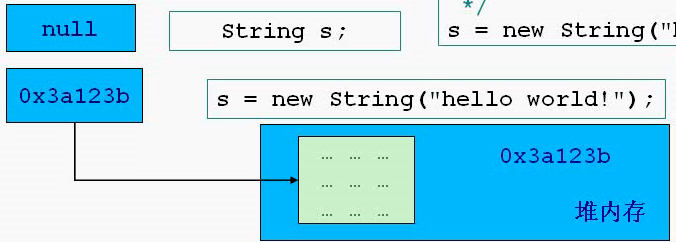 */
null
String s;
s = new String("
0x3a123b
s = new String("hello world!");
... ... ...
0x3a123b
... ... ...
... ... ...
堆内存